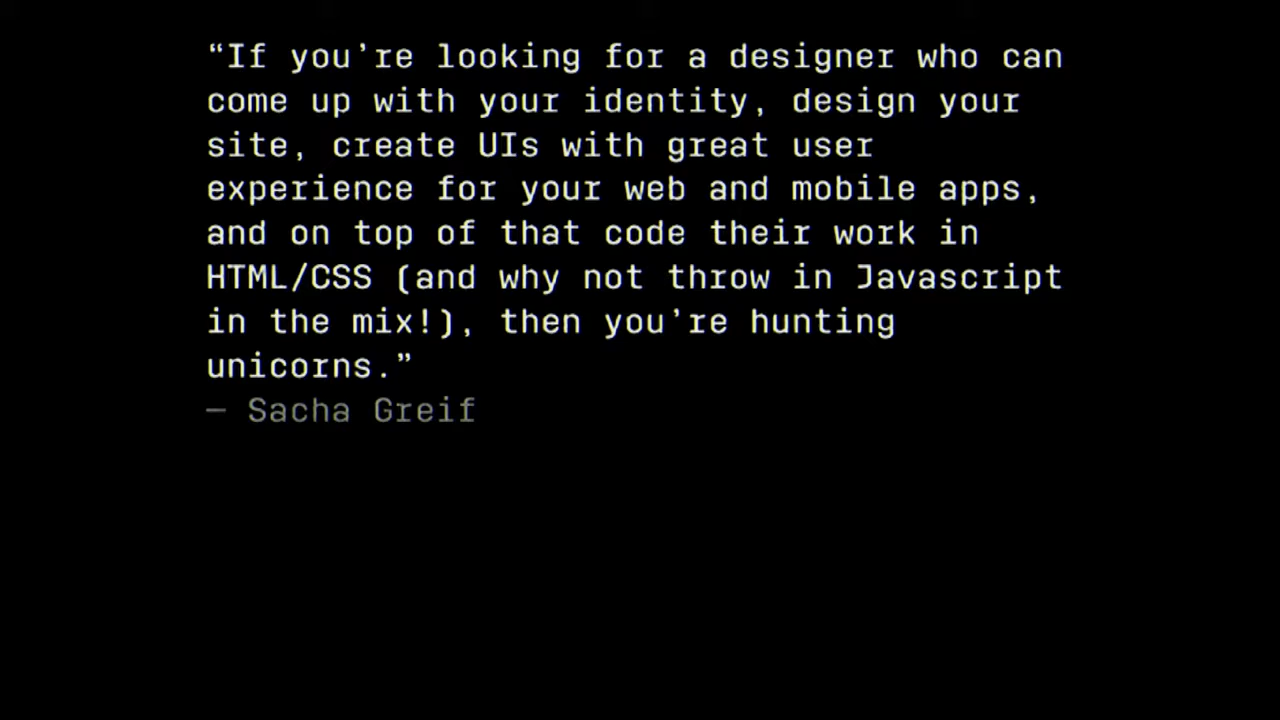 “If you’re looking for a designer who can
come up with your identity, design your
site, create UIs with great user
experience for your web and mobile apps,
and on top of that code their work in
HTML/CSS (and why not throw in Javascript
in the mix!), then you’re hunting
unicorns.”
— Sacha Greif